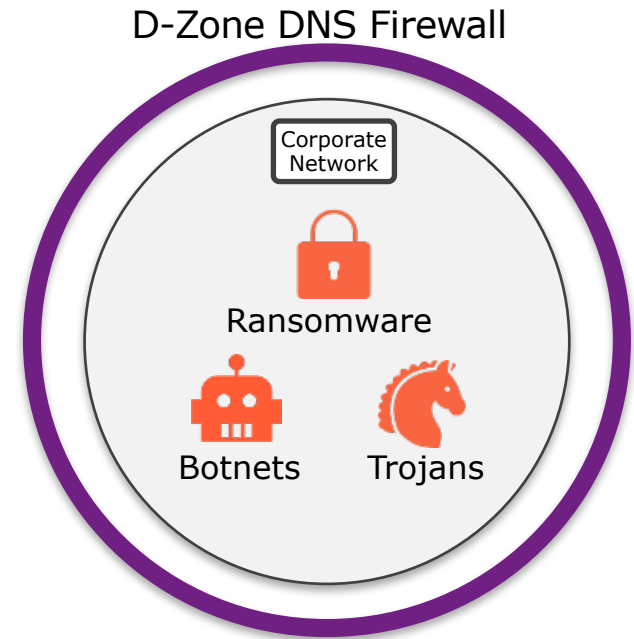 D-Zone DNS Firewall
Corporate
Network
Ransomware
Botnets
Trojans